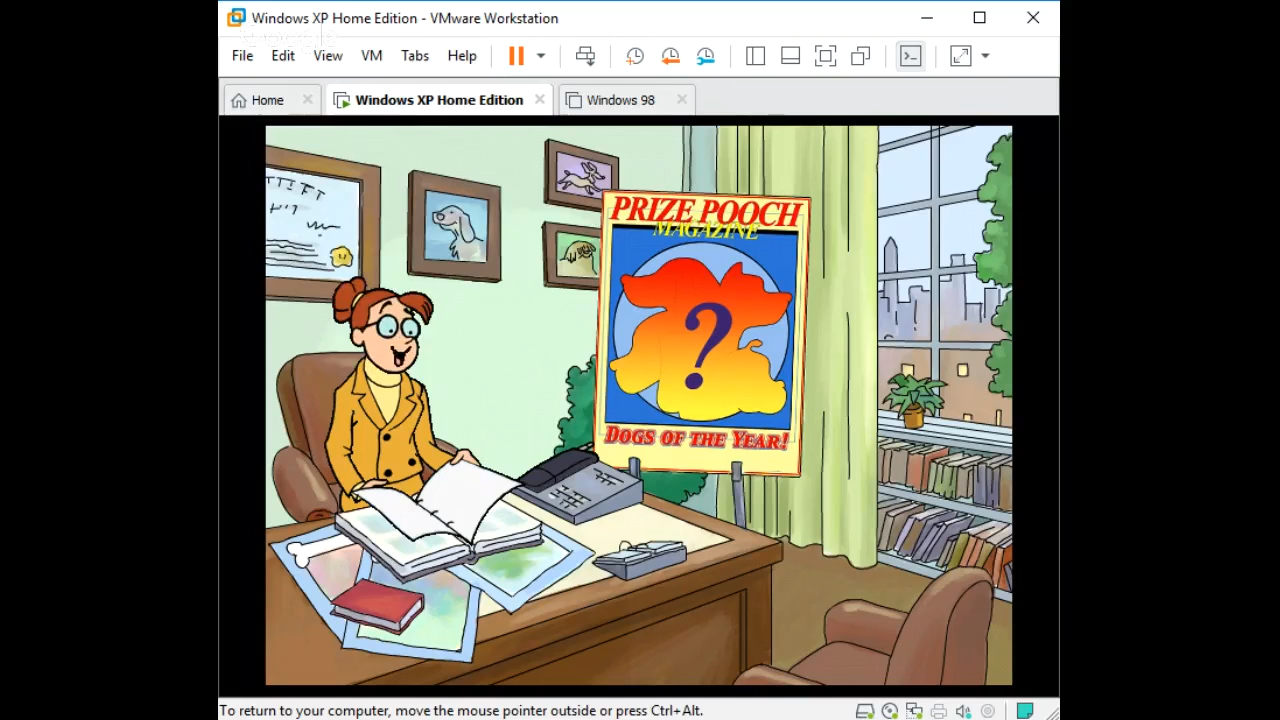 Windows XP Home Edition - VMware Workstation
File Edit View VM Tabs Help
Home Windows XP Home Edition Windows 98
PRIZE POOCH
MAGAZINE
?
DOGS OF THE YEAR!
To return to your computer, move the mouse pointer outside or press Ctrl+Alt.